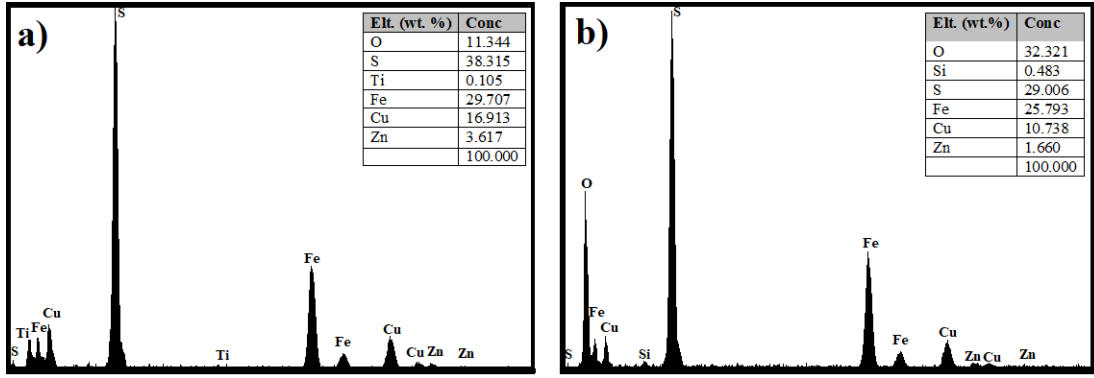 a)
Elt. (wt. %) Conc
O 11.344
S 38.315
Ti 0.105
Fe 29.707
Cu 16.913
Zn 3.617
100.000
S
Fe
Cu
Ti Fe
S
Ti
Fe
Cu
Cu Zn Zn
b)
Elt. (wt.%) Conc
O 32.321
Si 0.483
S 29.006
Fe 25.793
Cu 10.738
Zn 1.660
100.000
S
O
Fe
Fe
Cu
S
Si
Fe
Cu
Zn Cu Zn